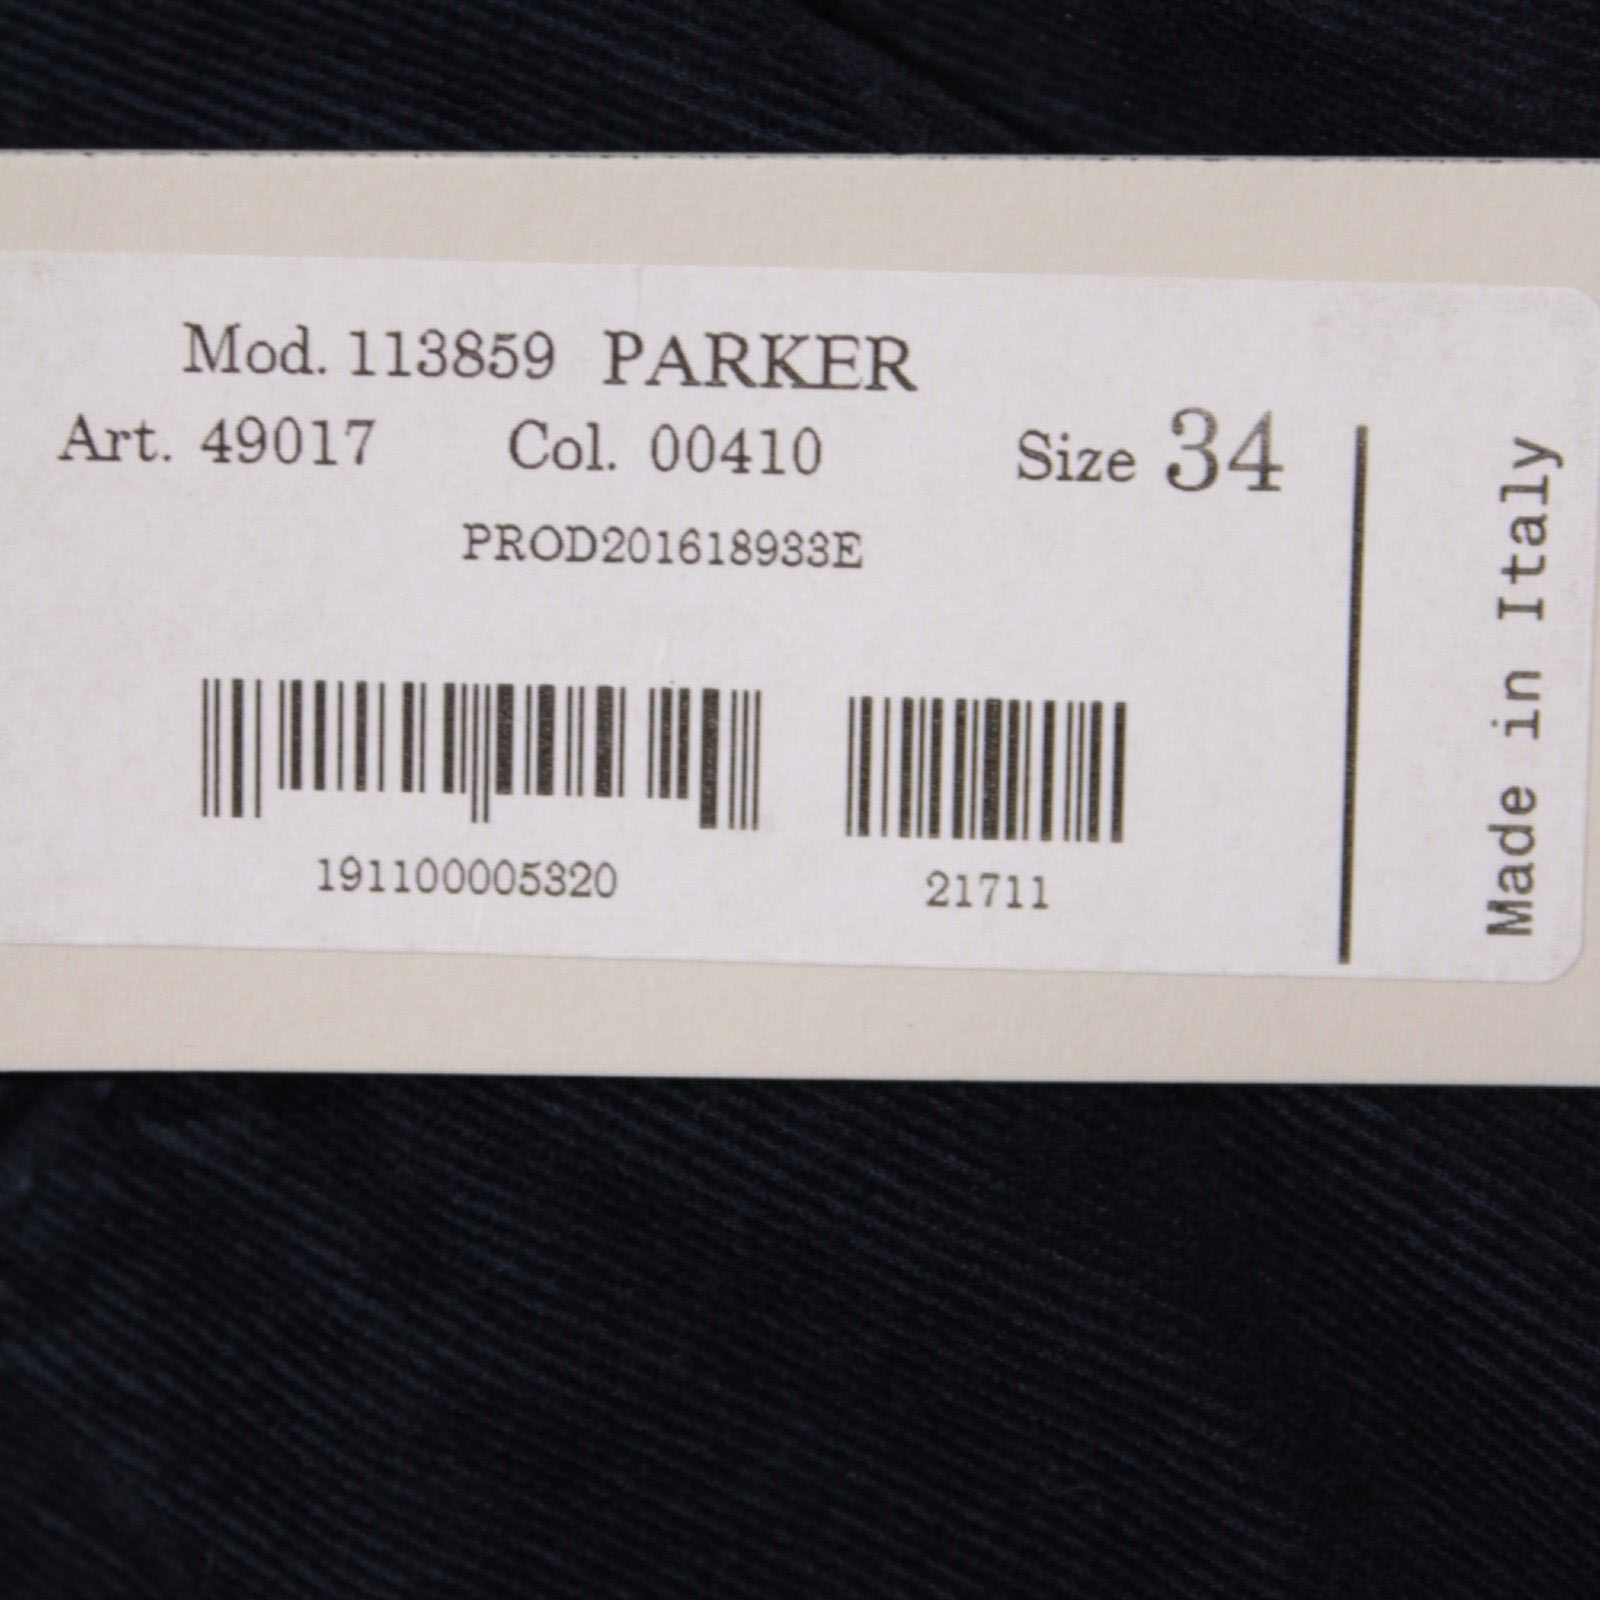 Mod. 113859 PARKER
Art. 49017 Col. 00410 Size 34
PROD201618933E
191100005320 21711
Made in Italy